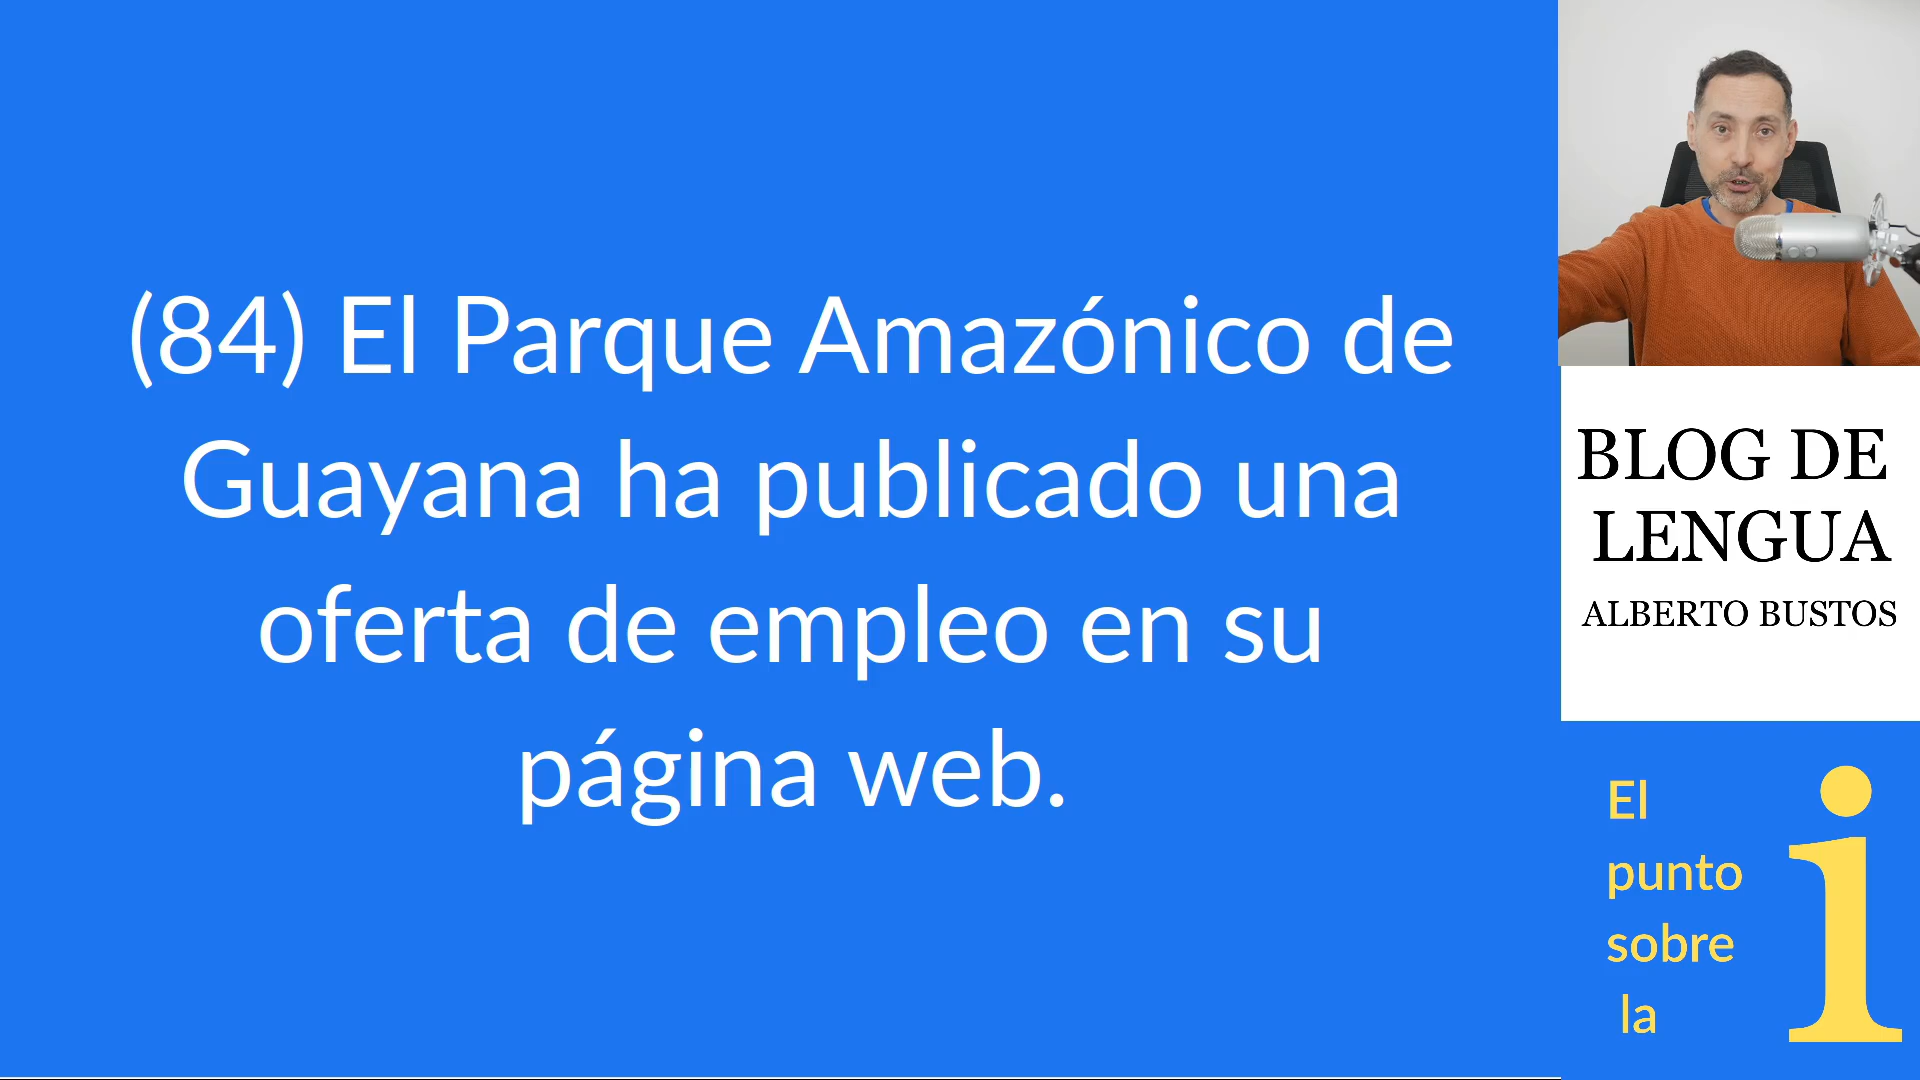 (84) El Parque Amazónico de
Guayana ha publicado una
oferta de empleo en su
página web.
BLOG DE
LENGUA
ALBERTO BUSTOS
El
punto
sobre
la
i